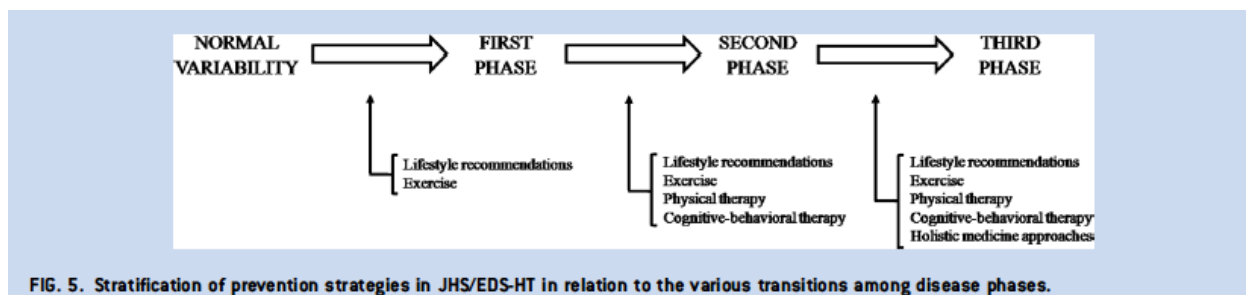 NORMAL VARIABILITY
FIRST PHASE
SECOND PHASE
THIRD PHASE
Lifestyle recommendations
Exercise
Lifestyle recommendations
Exercise
Physical therapy
Cognitive-behavioral therapy
Lifestyle recommendations
Exercise
Physical therapy
Cognitive-behavioral therapy
Holistic medicine approaches
FIG. 5. Stratification of prevention strategies in JHS/EDS-HT in relation to the various transitions among disease phases.